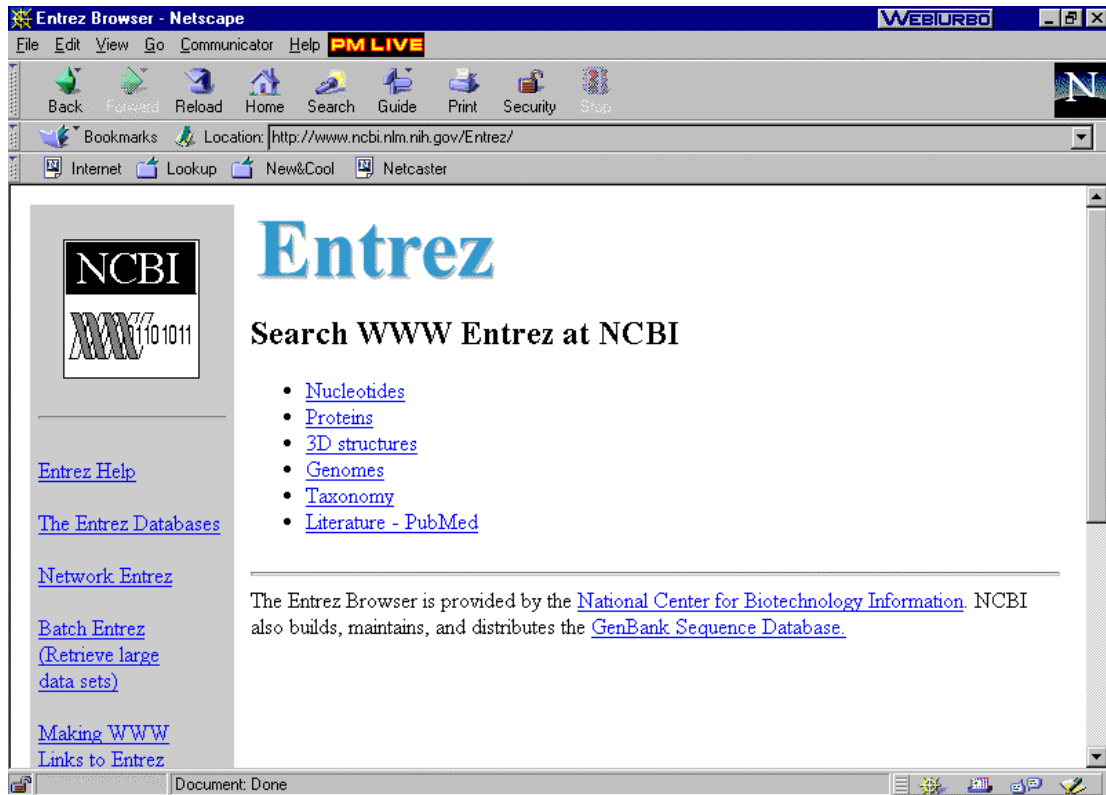 Entrez Browser - Netscape
WEBTURBO
File Edit View Go Communicator Help PM LIVE
Back Forward Reload Home Search Guide Print Security Stop
N
Bookmarks Location: http://www.ncbi.nlm.nih.gov/Entrez/
Internet Lookup New&Cool Netcaster
NCBI
01101011
Entrez Help
The Entrez Databases
Network Entrez
Batch Entrez
(Retrieve large
data sets)
Making WWW
Links to Entrez
Entrez
Search WWW Entrez at NCBI
• Nucleotides
• Proteins
• 3D structures
• Genomes
• Taxonomy
• Literature - PubMed
The Entrez Browser is provided by the National Center for Biotechnology Information. NCBI
also builds, maintains, and distributes the GenBank Sequence Database.
Document: Done